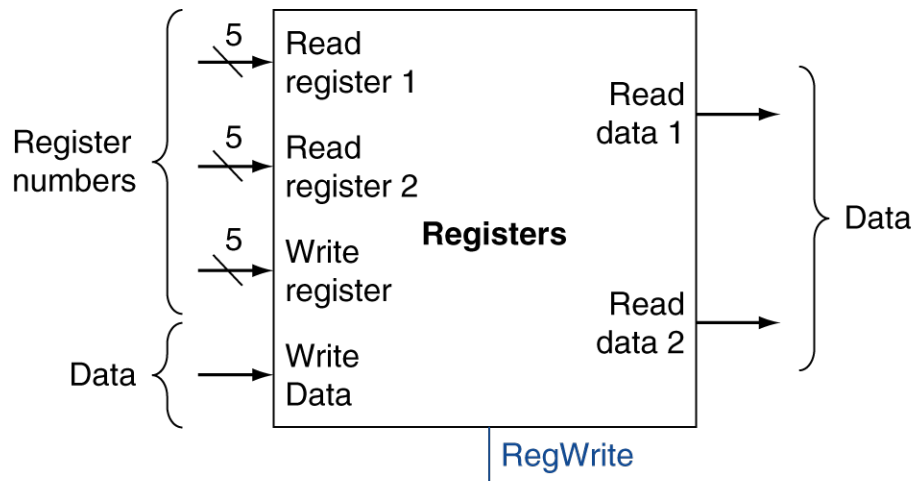 5
Read
register 1
5
Read
register 2
Register
numbers
5
Write
register
Data
Write
Data
Registers
Read
data 1
Read
data 2
Data
RegWrite